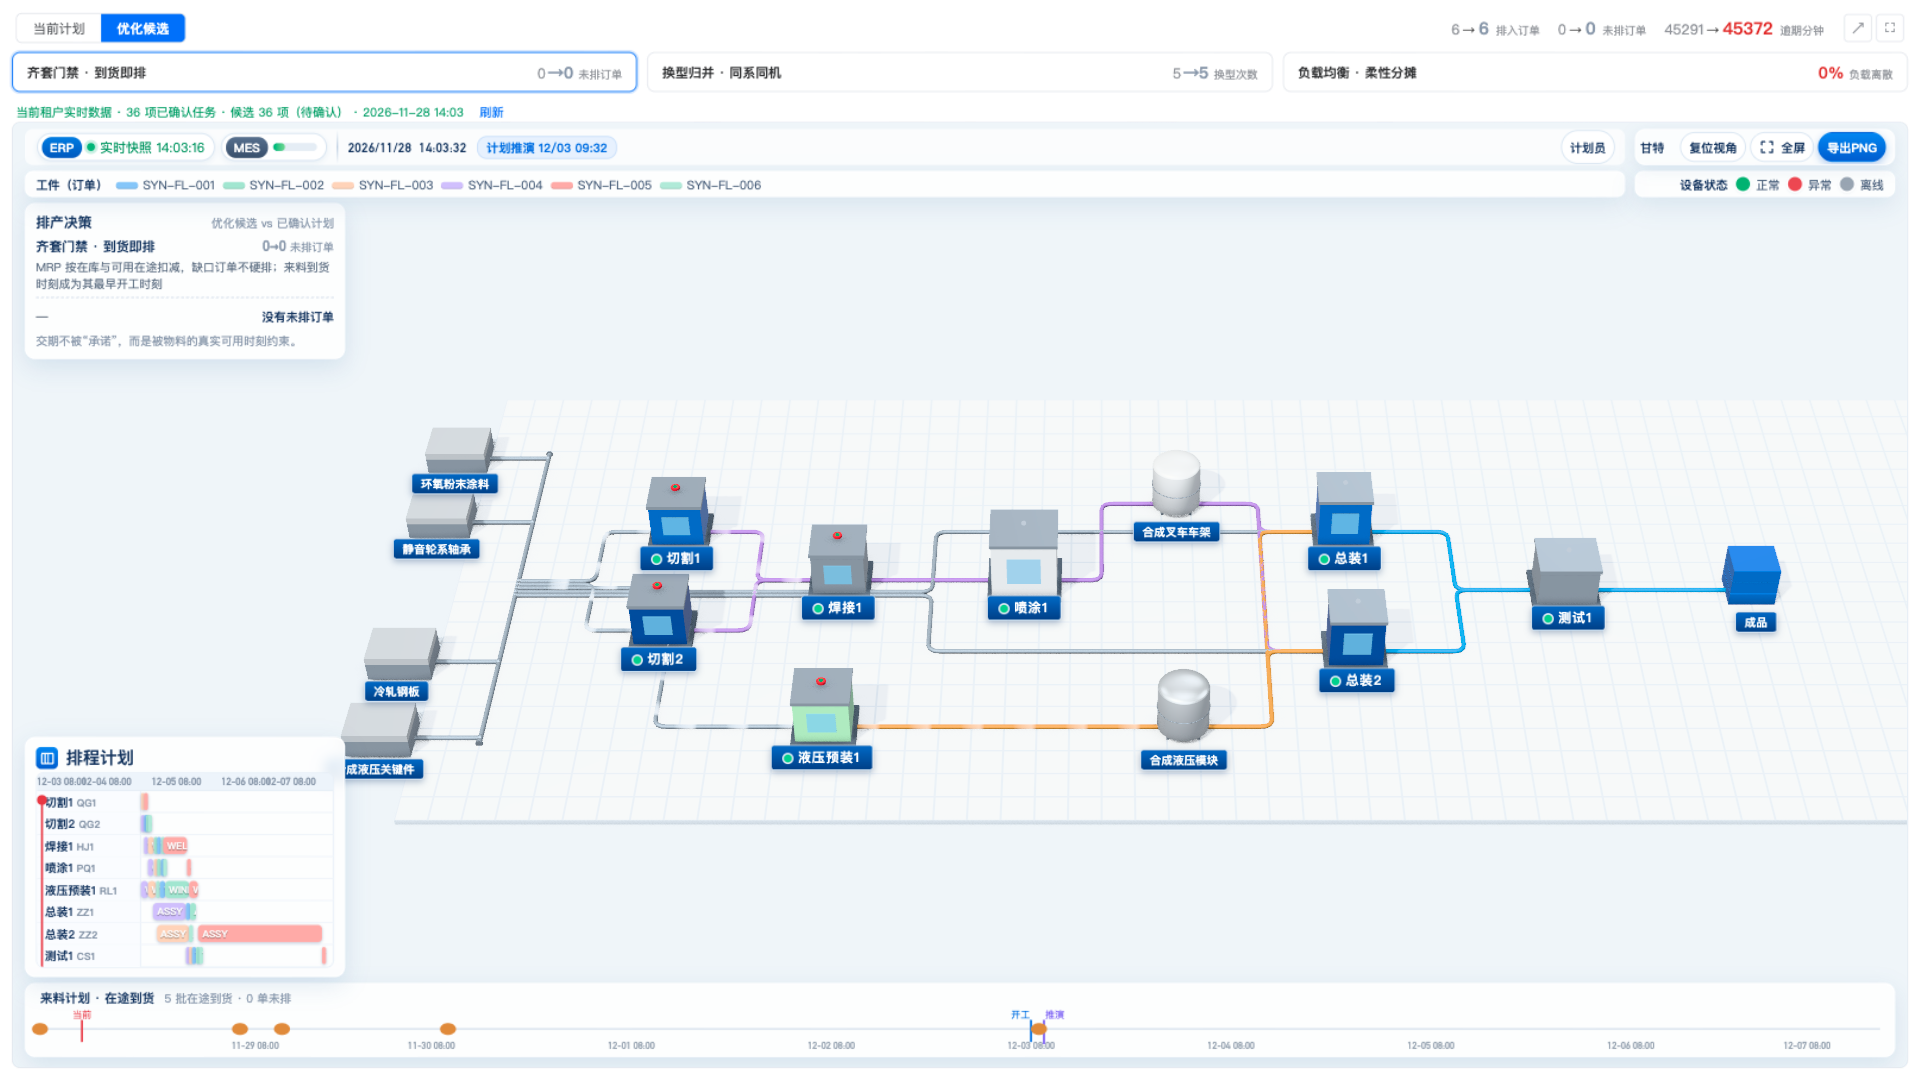 当前计划 优化候选 6→6 排入订单 0→0 未排订单 45291→45372 逾期分钟
齐套门禁 · 到货即排 0→0 未排订单 换型归并 · 同系同机 5→5 换型次数 负载均衡 · 柔性分摊 0% 负载离散
当前租户实时数据 · 36 项已确认任务 · 候选 36 项（待确认） · 2026-11-28 14:03 刷新
ERP 实时快照 14:03:16 MES 2026/11/28 14:03:32 计划推演 12/03 09:32 计划员 甘特 复位视角 全屏 导出PNG
工件（订单） SYN-FL-001 SYN-FL-002 SYN-FL-003 SYN-FL-004 SYN-FL-005 SYN-FL-006 设备状态 正常 异常 离线
排产决策 优化候选 vs 已确认计划
齐套门禁 · 到货即排 0→0 未排订单
MRP 按在库与可用在途扣减，缺口订单不硬排；来料到货
时刻成为其最早开工时刻
— 没有未排订单
交期不被“承诺”，而是被物料的真实可用时刻约束。
环氧粉末涂料
静音轮系轴承
冷轧钢板
成液压关键件
切割1
切割2
焊接1
液压预装1
喷涂1
合成叉车车架
合成液压模块
总装1
总装2
测试1
成品
排程计划
12-03 08:00 12-04 08:00 12-05 08:00 12-06 08:00 12-07 08:00
切割1 QG1
切割2 QG2
焊接1 HJ1 WEL
喷涂1 PQ1
液压预装1 RL1 WIN
总装1 ZZ1 ASSY
总装2 ZZ2 ASSY ASSY
测试1 CS1
来料计划 · 在途到货 5 批在途到货 · 0 单未排
当前 开工 推演
11-29 08:00 11-30 08:00 12-01 08:00 12-02 08:00 12-03 08:00 12-04 08:00 12-05 08:00 12-06 08:00 12-07 08:00